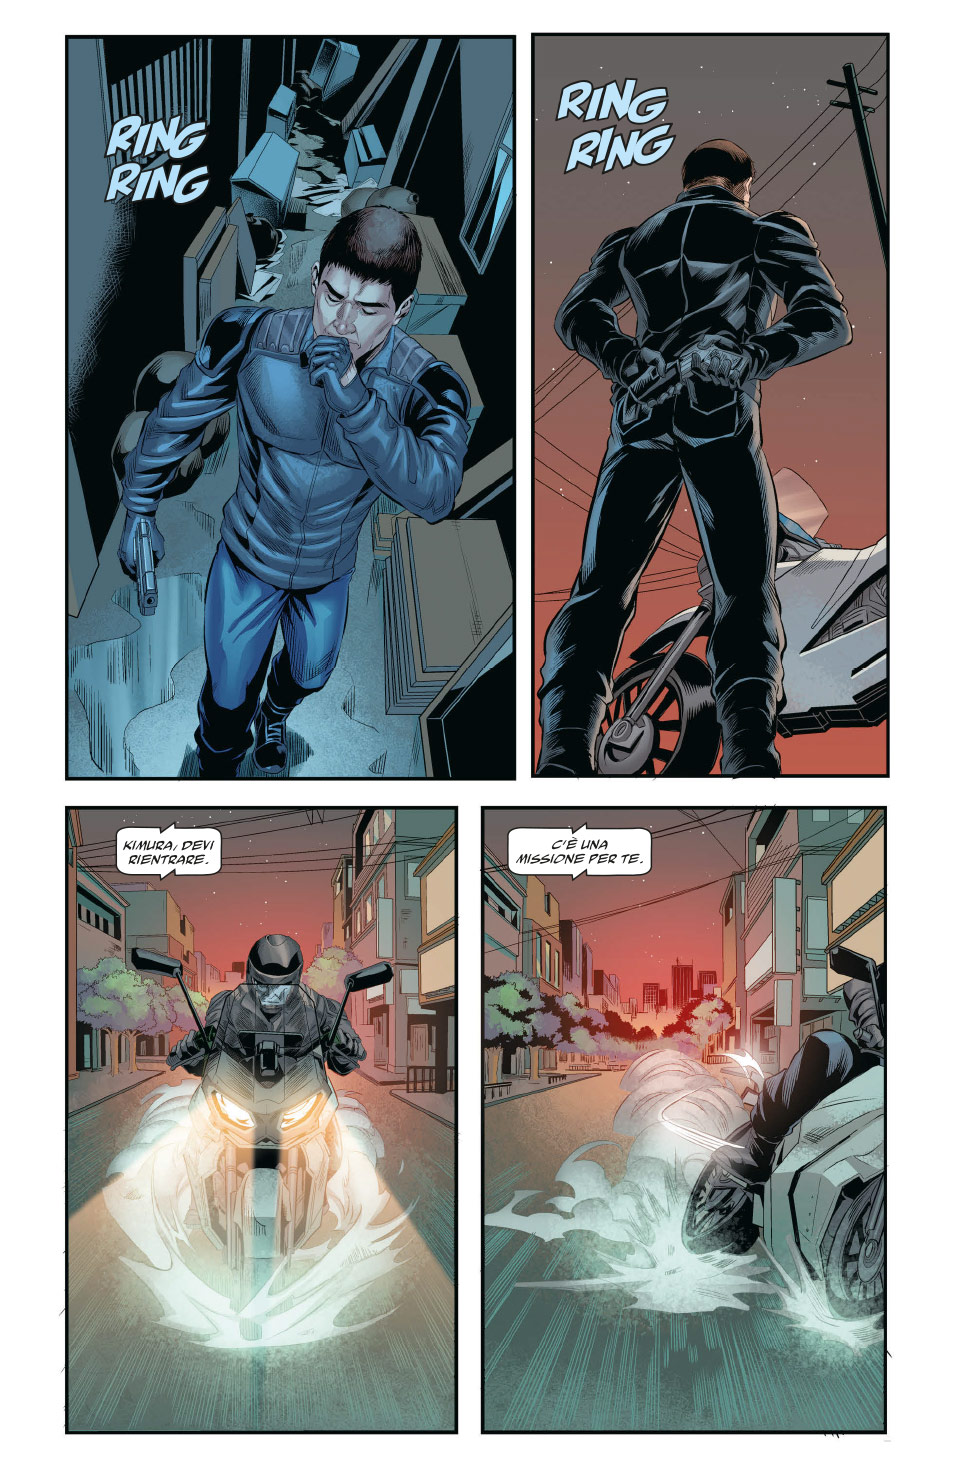 RING
RING
RING
RING
KIMURA, DEVI
RIENTRARE.
C'È UNA
MISSIONE PER TE.